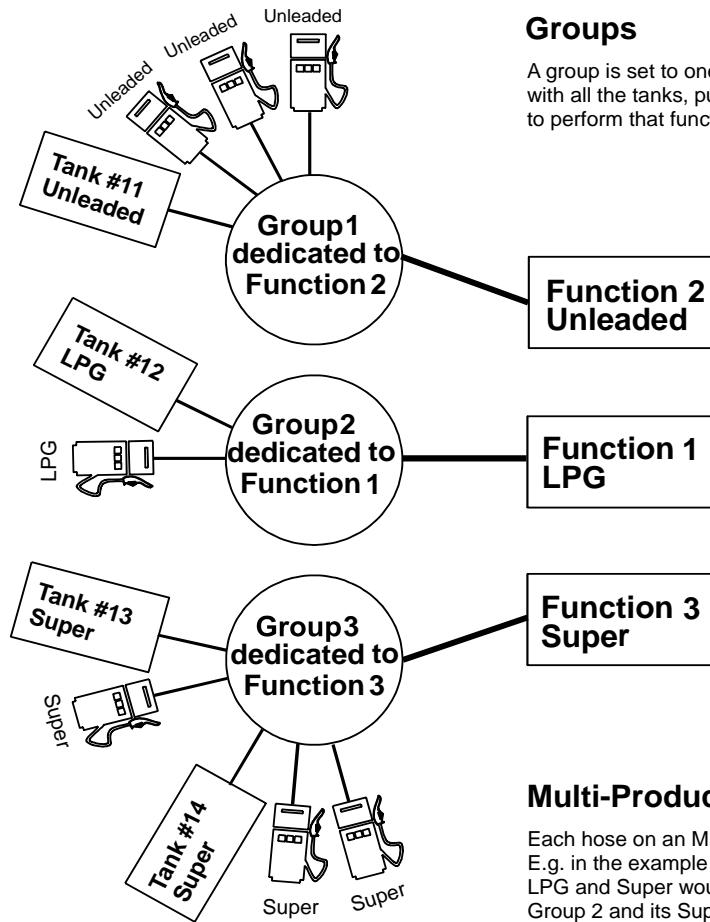 Unleaded
Unleaded
Unleaded
Tank #11
Unleaded
Group1
dedicated to
Function 2
Groups
A group is set to one
with all the tanks, pu
to perform that func
Function 2
Unleaded
Tank #12
LPG
LPG
Group2
dedicated to
Function 1
Function 1
LPG
Tank #13
Super
Super
Group3
dedicated to
Function 3
Function 3
Super
Tank #14
Super
Super
Super
Multi-Produc
Each hose on an M
E.g. in the example
LPG and Super wou
Group 2 and its Sup